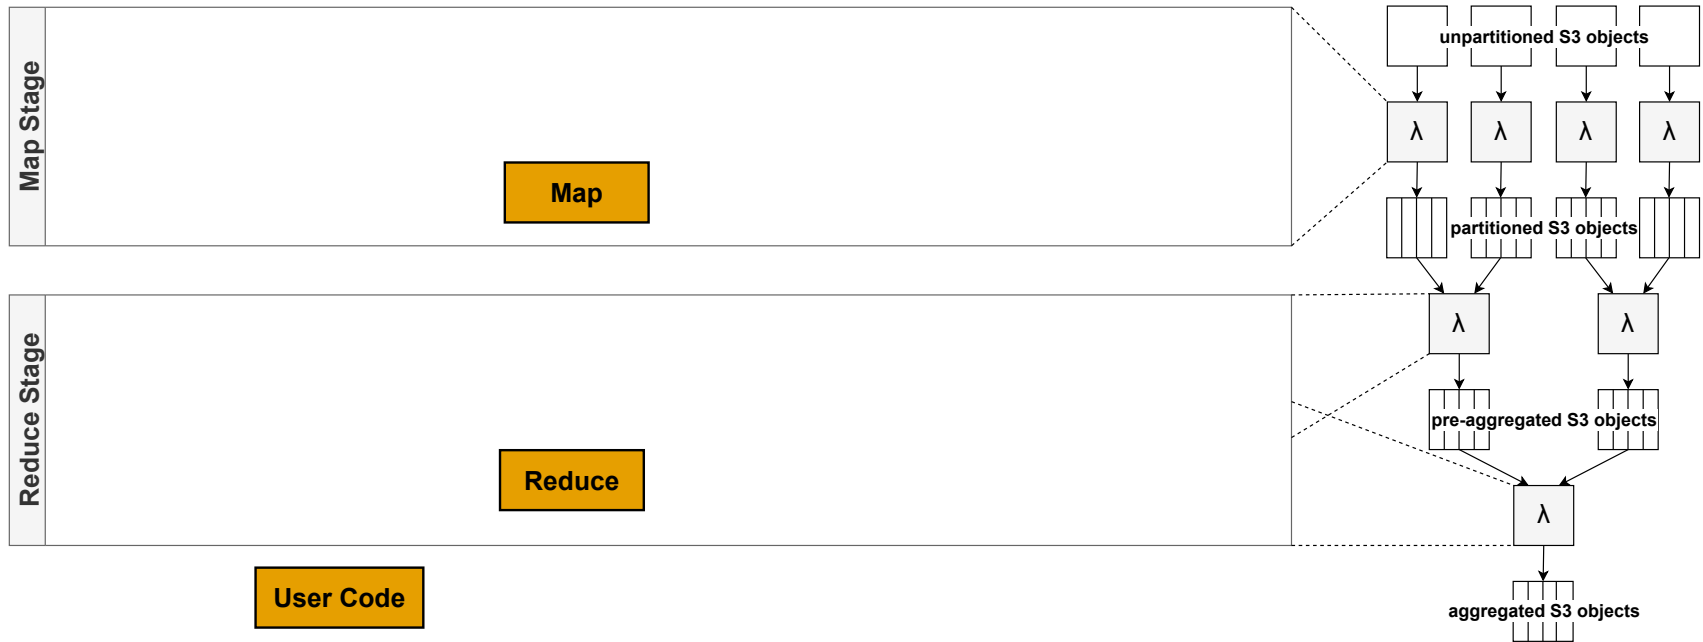 Map Stage
Map
Reduce Stage
Reduce
User Code
unpartitioned S3 objects
λ λ λ λ
partitioned S3 objects
λ λ
pre-aggregated S3 objects
λ
aggregated S3 objects